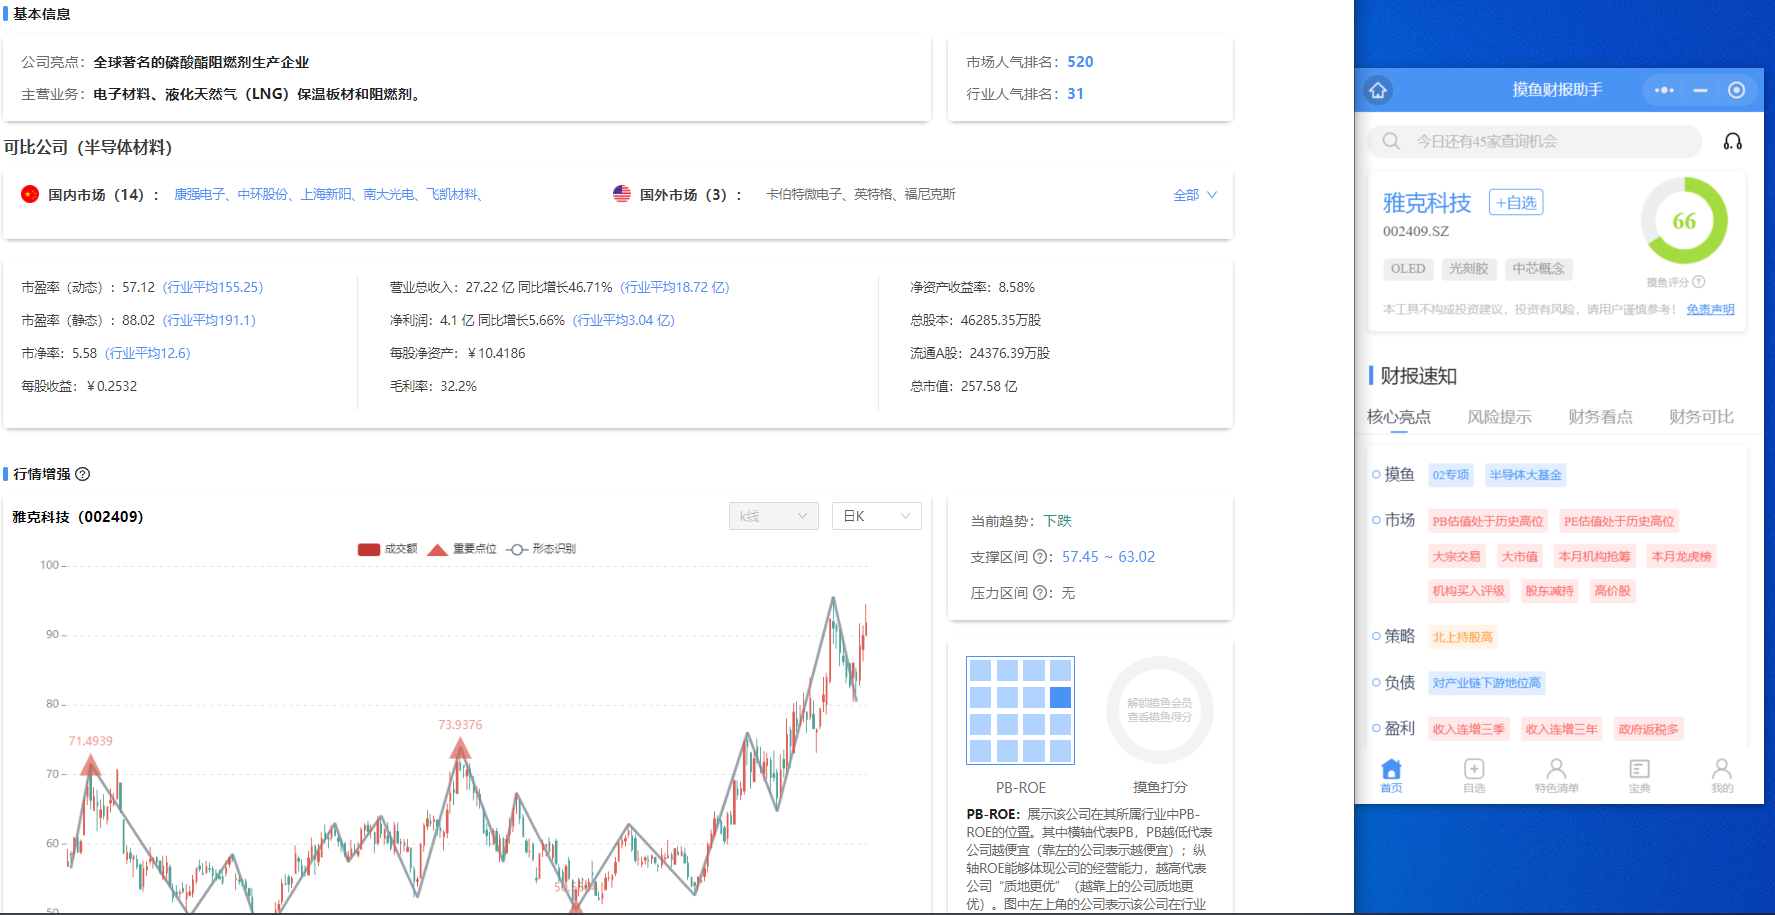 基本信息
公司亮点：全球著名的磷酸酯阻燃剂生产企业
主营业务：电子材料、液化天然气（LNG）保温板材和阻燃剂。
市场人气排名：520
行业人气排名：31
可比公司（半导体材料）
国内市场（14）： 康强电子、中环股份、上海新阳、南大光电、飞凯材料、
国外市场（3）： 卡伯特微电子、英特格、福尼克斯
全部
市盈率（动态）：57.12（行业平均155.25）
市盈率（静态）：88.02（行业平均191.1）
市净率：5.58（行业平均12.6）
每股收益：￥0.2532
营业总收入：27.22 亿 同比增长46.71%（行业平均18.72 亿）
净利润：4.1 亿 同比增长5.66%（行业平均3.04 亿）
每股净资产：￥10.4186
毛利率：32.2%
净资产收益率：8.58%
总股本：46285.35万股
流通A股：24376.39万股
总市值：257.58 亿
行情增强 ?
雅克科技（002409）
k线
日K
成交额 重要点位 形态识别
100
90
80
70
60
50
71.4939
73.9376
当前趋势：下跌
支撑区间 ?：57.45 ~ 63.02
压力区间 ?：无
解锁摸鱼会员
查看摸鱼得分
PB-ROE
摸鱼打分
PB-ROE：展示该公司在其所属行业中PB-
ROE的位置。其中横轴代表PB，PB越低代表
公司越便宜（靠左的公司表示越便宜）；纵
轴ROE能够体现公司的经营能力，越高代表
公司“质地更优”（越靠上的公司质地更
优）。图中左上角的公司表示该公司在行业
摸鱼财报助手
今日还有45家查询机会
雅克科技
+自选
002409.SZ
66
OLED 光刻胶 中芯概念
摸鱼评分 ?
本工具不构成投资建议，投资有风险，请用户谨慎参考！ 免责声明
财报速知
核心亮点 风险提示 财务看点 财务可比
摸鱼 02专项 半导体大基金
市场 PB估值处于历史高位 PE估值处于历史高位
大宗交易 大市值 本月机构抢筹 本月龙虎榜
机构买入评级 股东减持 高价股
策略 北上持股高
负债 对产业链下游地位高
盈利 收入连增三季 收入连增三年 政府返税多
首页 自选 特色清单 宝典 我的